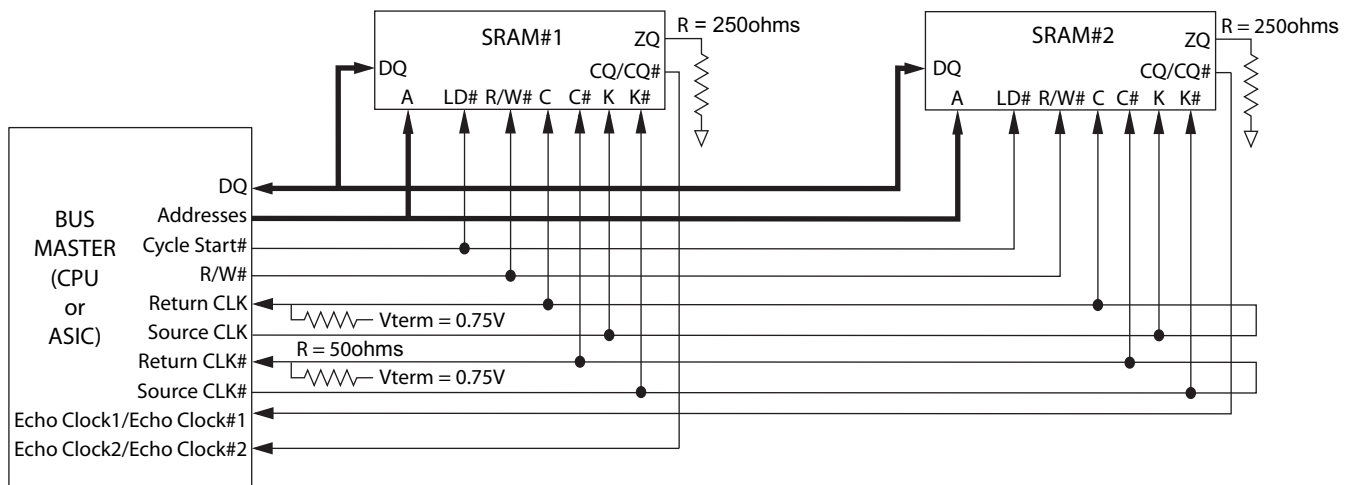 SRAM#1
ZQ
R = 250ohms
DQ
CQ/CQ#
A LD# R/W# C C# K K#
SRAM#2
ZQ
R = 250ohms
DQ
CQ/CQ#
A LD# R/W# C C# K K#
BUS
MASTER
(CPU
or
ASIC)
DQ
Addresses
Cycle Start#
R/W#
Return CLK
Vterm = 0.75V
Source CLK
R = 50ohms
Return CLK#
Vterm = 0.75V
Source CLK#
Echo Clock1/Echo Clock#1
Echo Clock2/Echo Clock#2